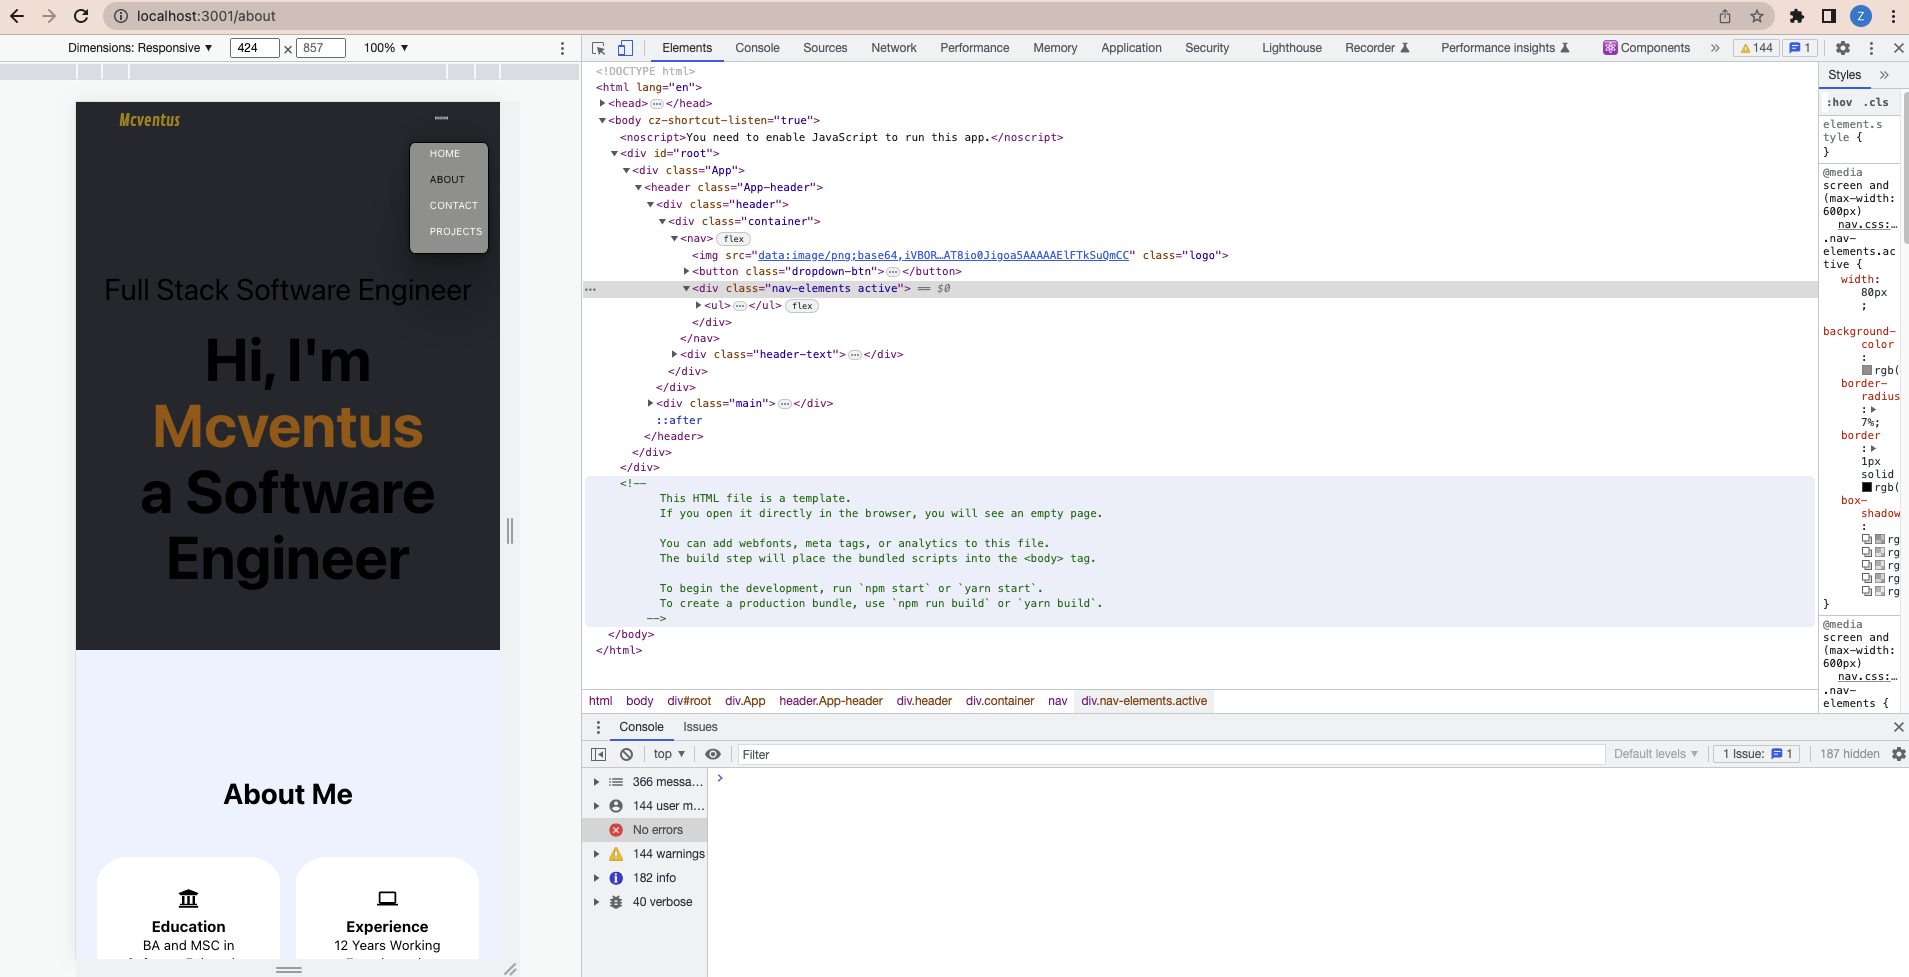 localhost:3001/about
Z
Dimensions: Responsive ▼ 424 × 857 100% ▼
Elements Console Sources Network Performance Memory Application Security Lighthouse Recorder Performance insights Components » 144 1
Mcventus
HOME
ABOUT
CONTACT
PROJECTS
Full Stack Software Engineer
Hi, I'm
Mcventus
a Software
Engineer
About Me
Education
BA and MSC in
Experience
12 Years Working
<!DOCTYPE html>
<html lang="en">
<head>…</head>
<body cz-shortcut-listen="true">
<noscript>You need to enable JavaScript to run this app.</noscript>
<div id="root">
<div class="App">
<header class="App-header">
<div class="header">
<div class="container">
<nav> flex
<img src="data:image/png;base64,iVBOR…AT8io0Jigoa5AAAAAElFTkSuQmCC" class="logo">
<button class="dropdown-btn">…</button>
<div class="nav-elements active"> == $0
<ul>…</ul> flex
</div>
</nav>
<div class="header-text">…</div>
</div>
</div>
<div class="main">…</div>
::after
</header>
</div>
</div>
<!--
This HTML file is a template.
If you open it directly in the browser, you will see an empty page.
You can add webfonts, meta tags, or analytics to this file.
The build step will place the bundled scripts into the <body> tag.
To begin the development, run `npm start` or `yarn start`.
To create a production bundle, use `npm run build` or `yarn build`.
-->
</body>
</html>
html body div#root div.App header.App-header div.header div.container nav div.nav-elements.active
Styles »
:hov .cls
element.s
tyle {
}
@media
screen and
(max-width:
600px)
nav.css:…
.nav-
elements.ac
tive {
width:
80px
;
background-
color
:
rgb(
border-
radius
:
7%;
border
:
1px
solid
rgb(
box-
shadow
:
rg
rg
rg
rg
rg
}
@media
screen and
(max-width:
600px)
nav.css:…
.nav-
elements {
Console Issues
top ▼ Filter Default levels ▼ 1 Issue: 1 187 hidden
366 messa…
144 user m…
No errors
144 warnings
182 info
40 verbose